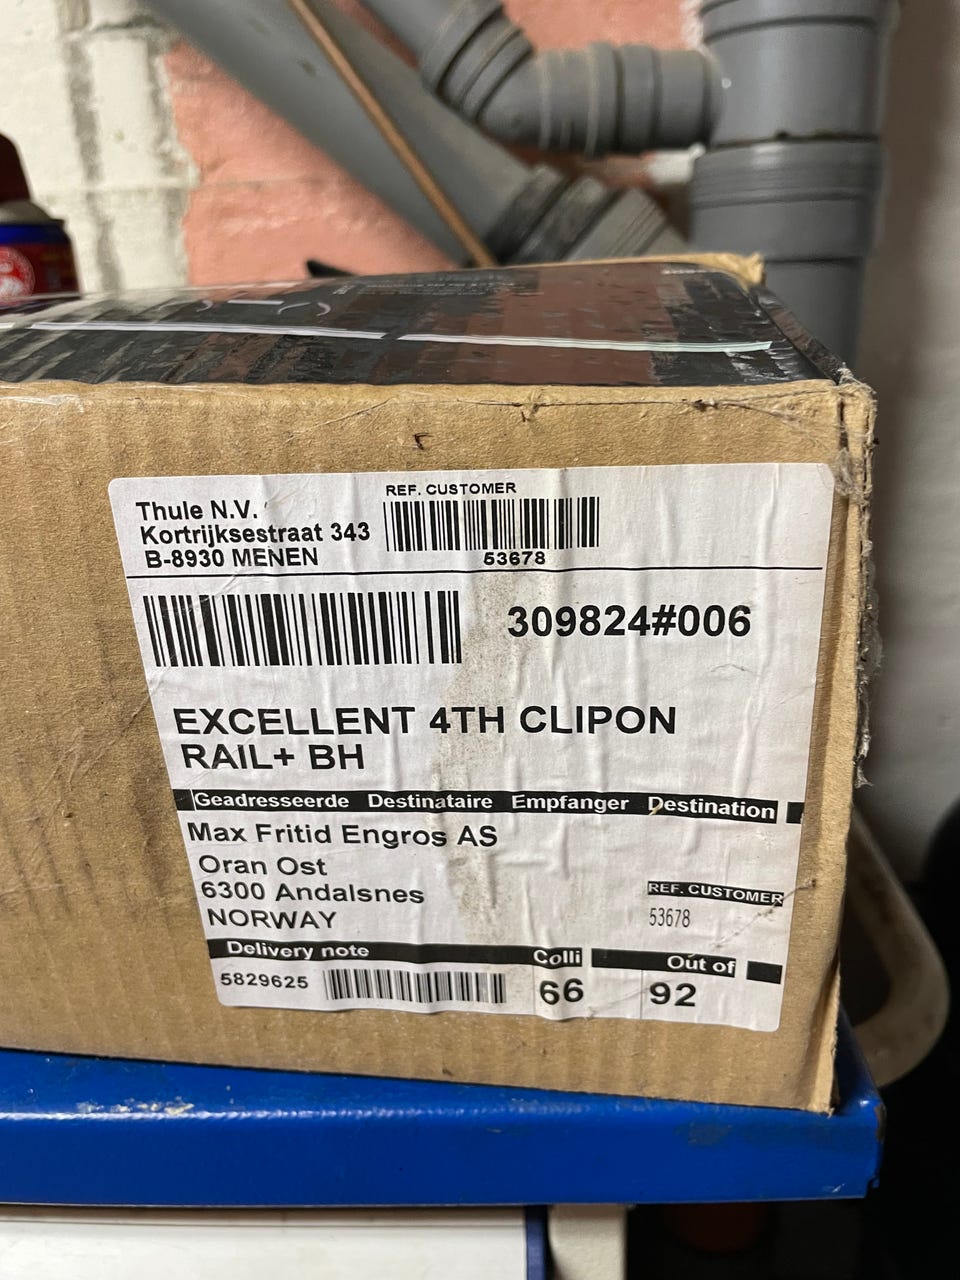 Thule N.V.
Kortrijksestraat 343
B-8930 MENEN
REF. CUSTOMER
53678
309824#006
EXCELLENT 4TH CLIPON
RAIL+ BH
Geadresseerde Destinataire Empfanger Destination
Max Fritid Engros AS
Oran Ost
6300 Andalsnes
NORWAY
REF. CUSTOMER
53678
Delivery note Colli Out of
5829625 66 92